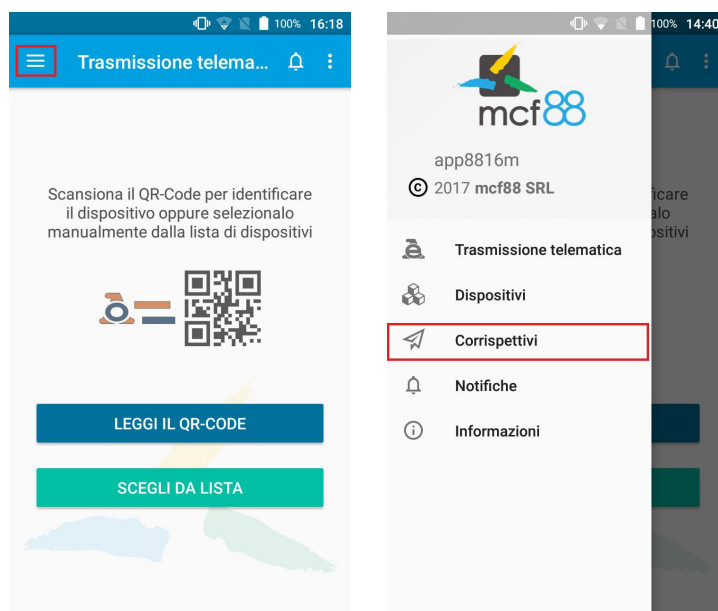 100% 16:18
Trasmissione telema...
Scansiona il QR-Code per identificare
il dispositivo oppure selezionalo
manualmente dalla lista di dispositivi
LEGGI IL QR-CODE
SCEGLI DA LISTA
100% 14:40
mcf88
app8816m
© 2017 mcf88 SRL
Trasmissione telematica
Dispositivi
Corrispettivi
Notifiche
Informazioni
ficare
alo
ositivi